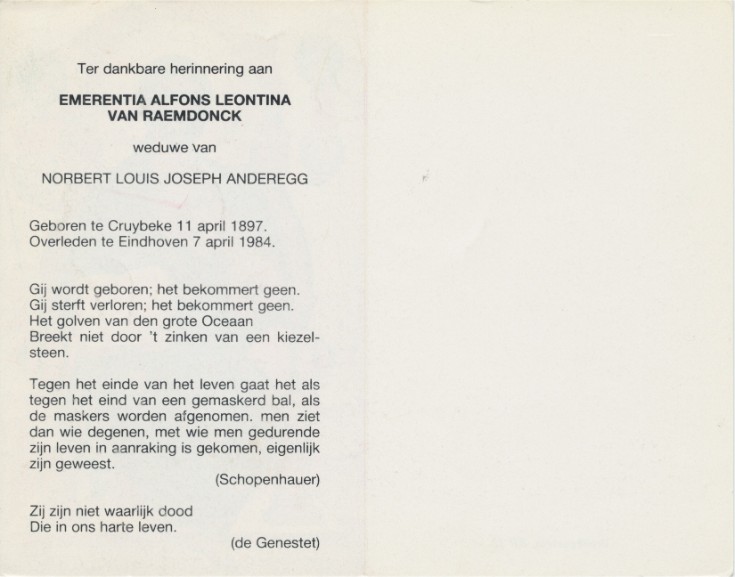 Ter dankbare herinnering aan
EMERENTIA ALFONS LEONTINA
VAN RAEMDONCK
weduwe van
NORBERT LOUIS JOSEPH ANDEREGG
Geboren te Cruybeke 11 april 1897.
Overleden te Eindhoven 7 april 1984.
Gij wordt geboren; het bekommert geen.
Gij sterft verloren; het bekommert geen.
Het golven van den grote Oceaan
Breekt niet door 't zinken van een kiezel-
steen.
Tegen het einde van het leven gaat het als
tegen het eind van een gemaskerd bal, als
de maskers worden afgenomen. men ziet
dan wie degenen, met wie men gedurende
zijn leven in aanraking is gekomen, eigenlijk
zijn geweest.
(Schopenhauer)
Zij zijn niet waarlijk dood
Die in ons harte leven.
(de Genestet)